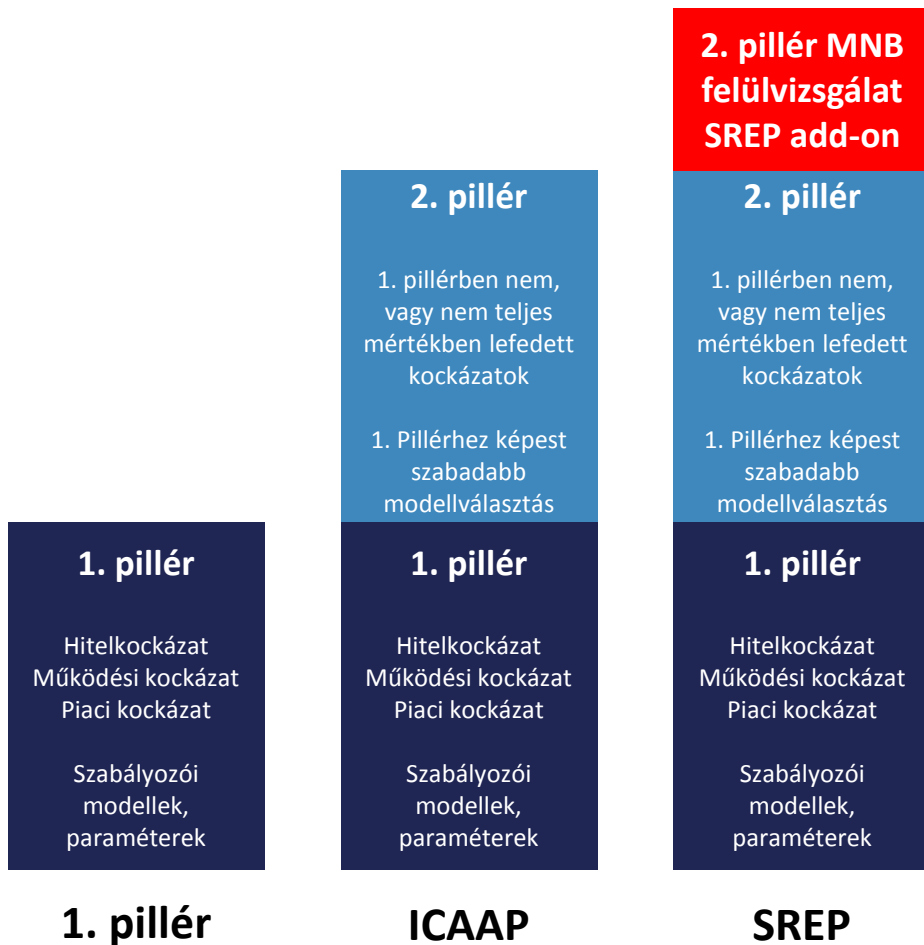 2. pillér MNB
felülvizsgálat
SREP add-on
2. pillér
1. pillérben nem,
vagy nem teljes
mértékben lefedett
kockázatok
1. Pillérhez képest
szabadabb
modellválasztás
2. pillér
1. pillérben nem,
vagy nem teljes
mértékben lefedett
kockázatok
1. Pillérhez képest
szabadabb
modellválasztás
1. pillér
Hitelkockázat
Működési kockázat
Piaci kockázat
Szabályozói
modellek,
paraméterek
1. pillér
Hitelkockázat
Működési kockázat
Piaci kockázat
Szabályozói
modellek,
paraméterek
1. pillér
Hitelkockázat
Működési kockázat
Piaci kockázat
Szabályozói
modellek,
paraméterek
1. pillér
ICAAP
SREP